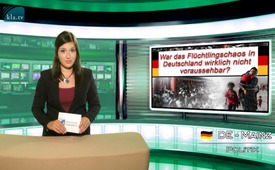 kla.tv
War das Flüchtlingschaos in
Deutschland wirklich nicht
voraussehbar?
DE - MAINZ
POLITIK